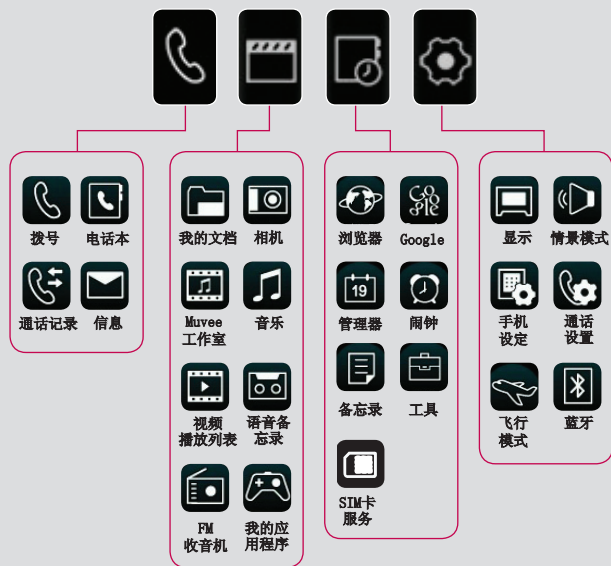 拨号
电话本
通话记录
信息
我的文档
相机
Muvee
工作室
音乐
视频
播放列表
语音备
忘录
FM
收音机
我的应
用程序
浏览器
Google
Google
19
管理器
闹钟
备忘录
工具
SIM卡
服务
显示
情景模式
手机
设定
通话
设置
飞行
模式
蓝牙